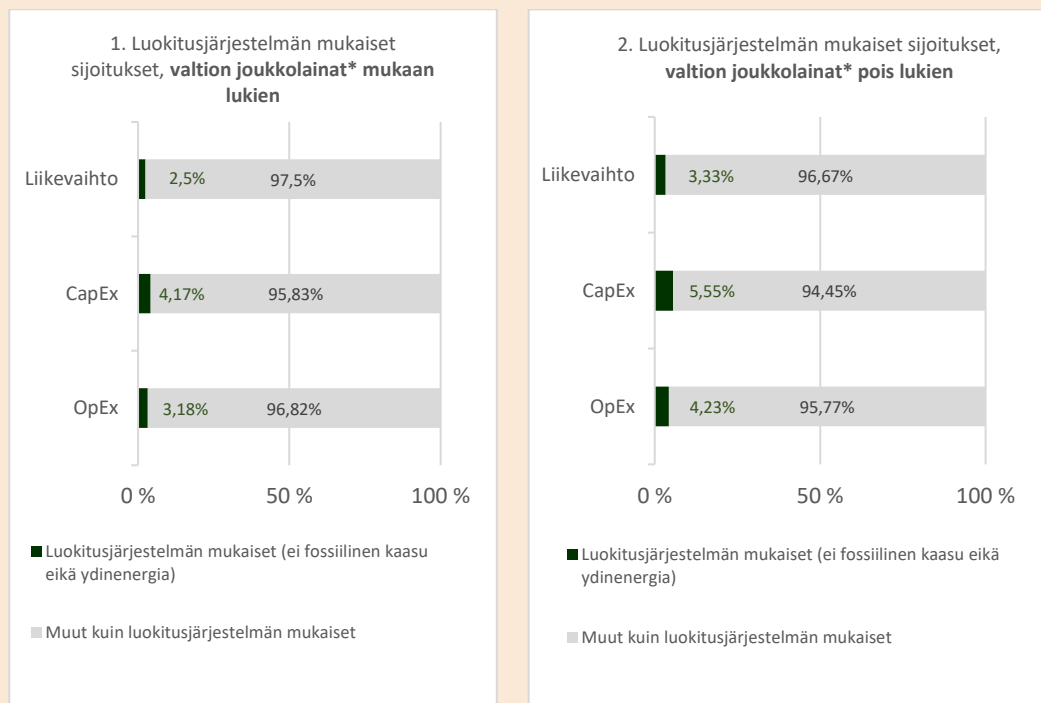 1. Luokitusjärjestelmän mukaiset
sijoitukset, valtion joukkolainat* mukaan
lukien
Liikevaihto
2,5%
97,5%
CapEx
4,17%
95,83%
OpEx
3,18%
96,82%
0 %
50 %
100 %
Luokitusjärjestelmän mukaiset (ei fossiilinen kaasu
eikä ydinenergia)
Muut kuin luokitusjärjestelmän mukaiset
2. Luokitusjärjestelmän mukaiset sijoitukset,
valtion joukkolainat* pois lukien
Liikevaihto
3,33%
96,67%
CapEx
5,55%
94,45%
OpEx
4,23%
95,77%
0 %
50 %
100 %
Luokitusjärjestelmän mukaiset (ei fossiilinen kaasu eikä
ydinenergia)
Muut kuin luokitusjärjestelmän mukaiset